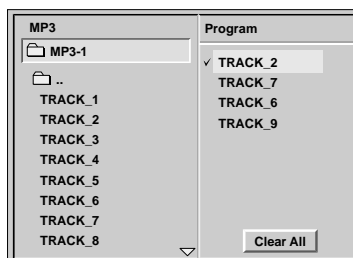 MP3
MP3-1
..
TRACK_1
TRACK_2
TRACK_3
TRACK_4
TRACK_5
TRACK_6
TRACK_7
TRACK_8
Program
TRACK_2
TRACK_7
TRACK_6
TRACK_9
Clear All